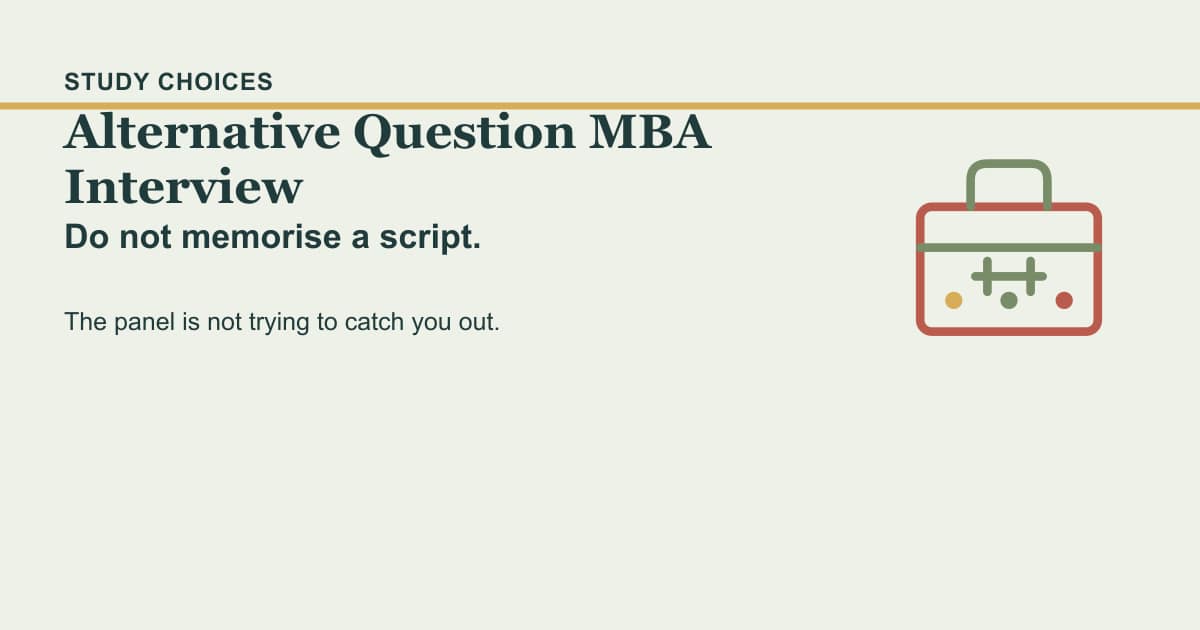 STUDY CHOICES
Alternative Question MBA
Interview
Do not memorise a script.
The panel is not trying to catch you out.